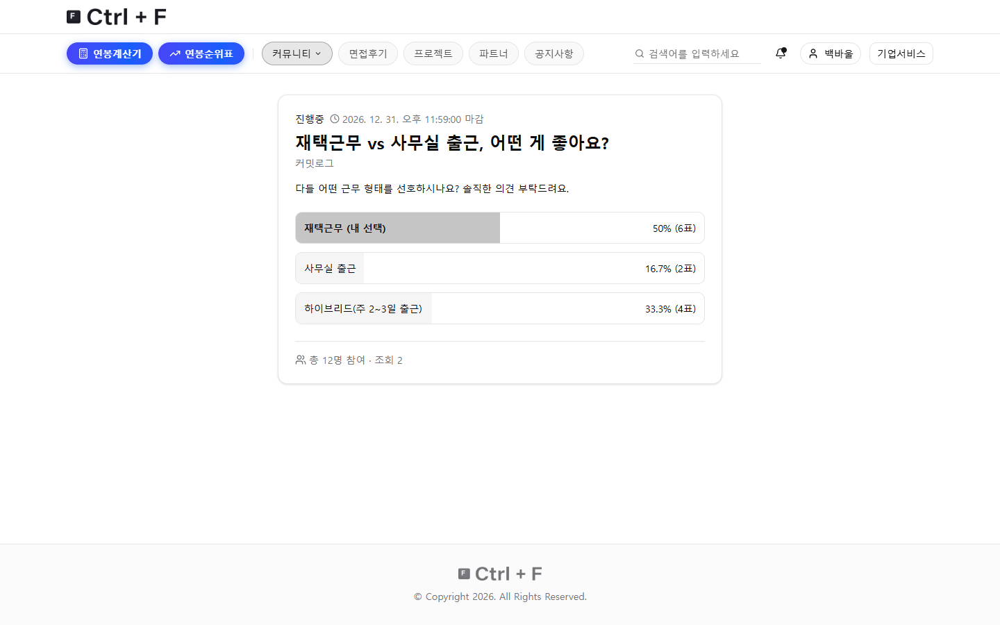 F Ctrl + F
연봉계산기
연봉순위표
커뮤니티
면접후기
프로젝트
파트너
공지사항
검색어를 입력하세요
백바울
기업서비스
진행중 2026. 12. 31. 오후 11:59:00 마감
재택근무 vs 사무실 출근, 어떤 게 좋아요?
커밋로그
다들 어떤 근무 형태를 선호하시나요? 솔직한 의견 부탁드려요.
재택근무 (내 선택) 50% (6표)
사무실 출근 16.7% (2표)
하이브리드(주 2~3일 출근) 33.3% (4표)
총 12명 참여 · 조회 2
F Ctrl + F
© Copyright 2026. All Rights Reserved.